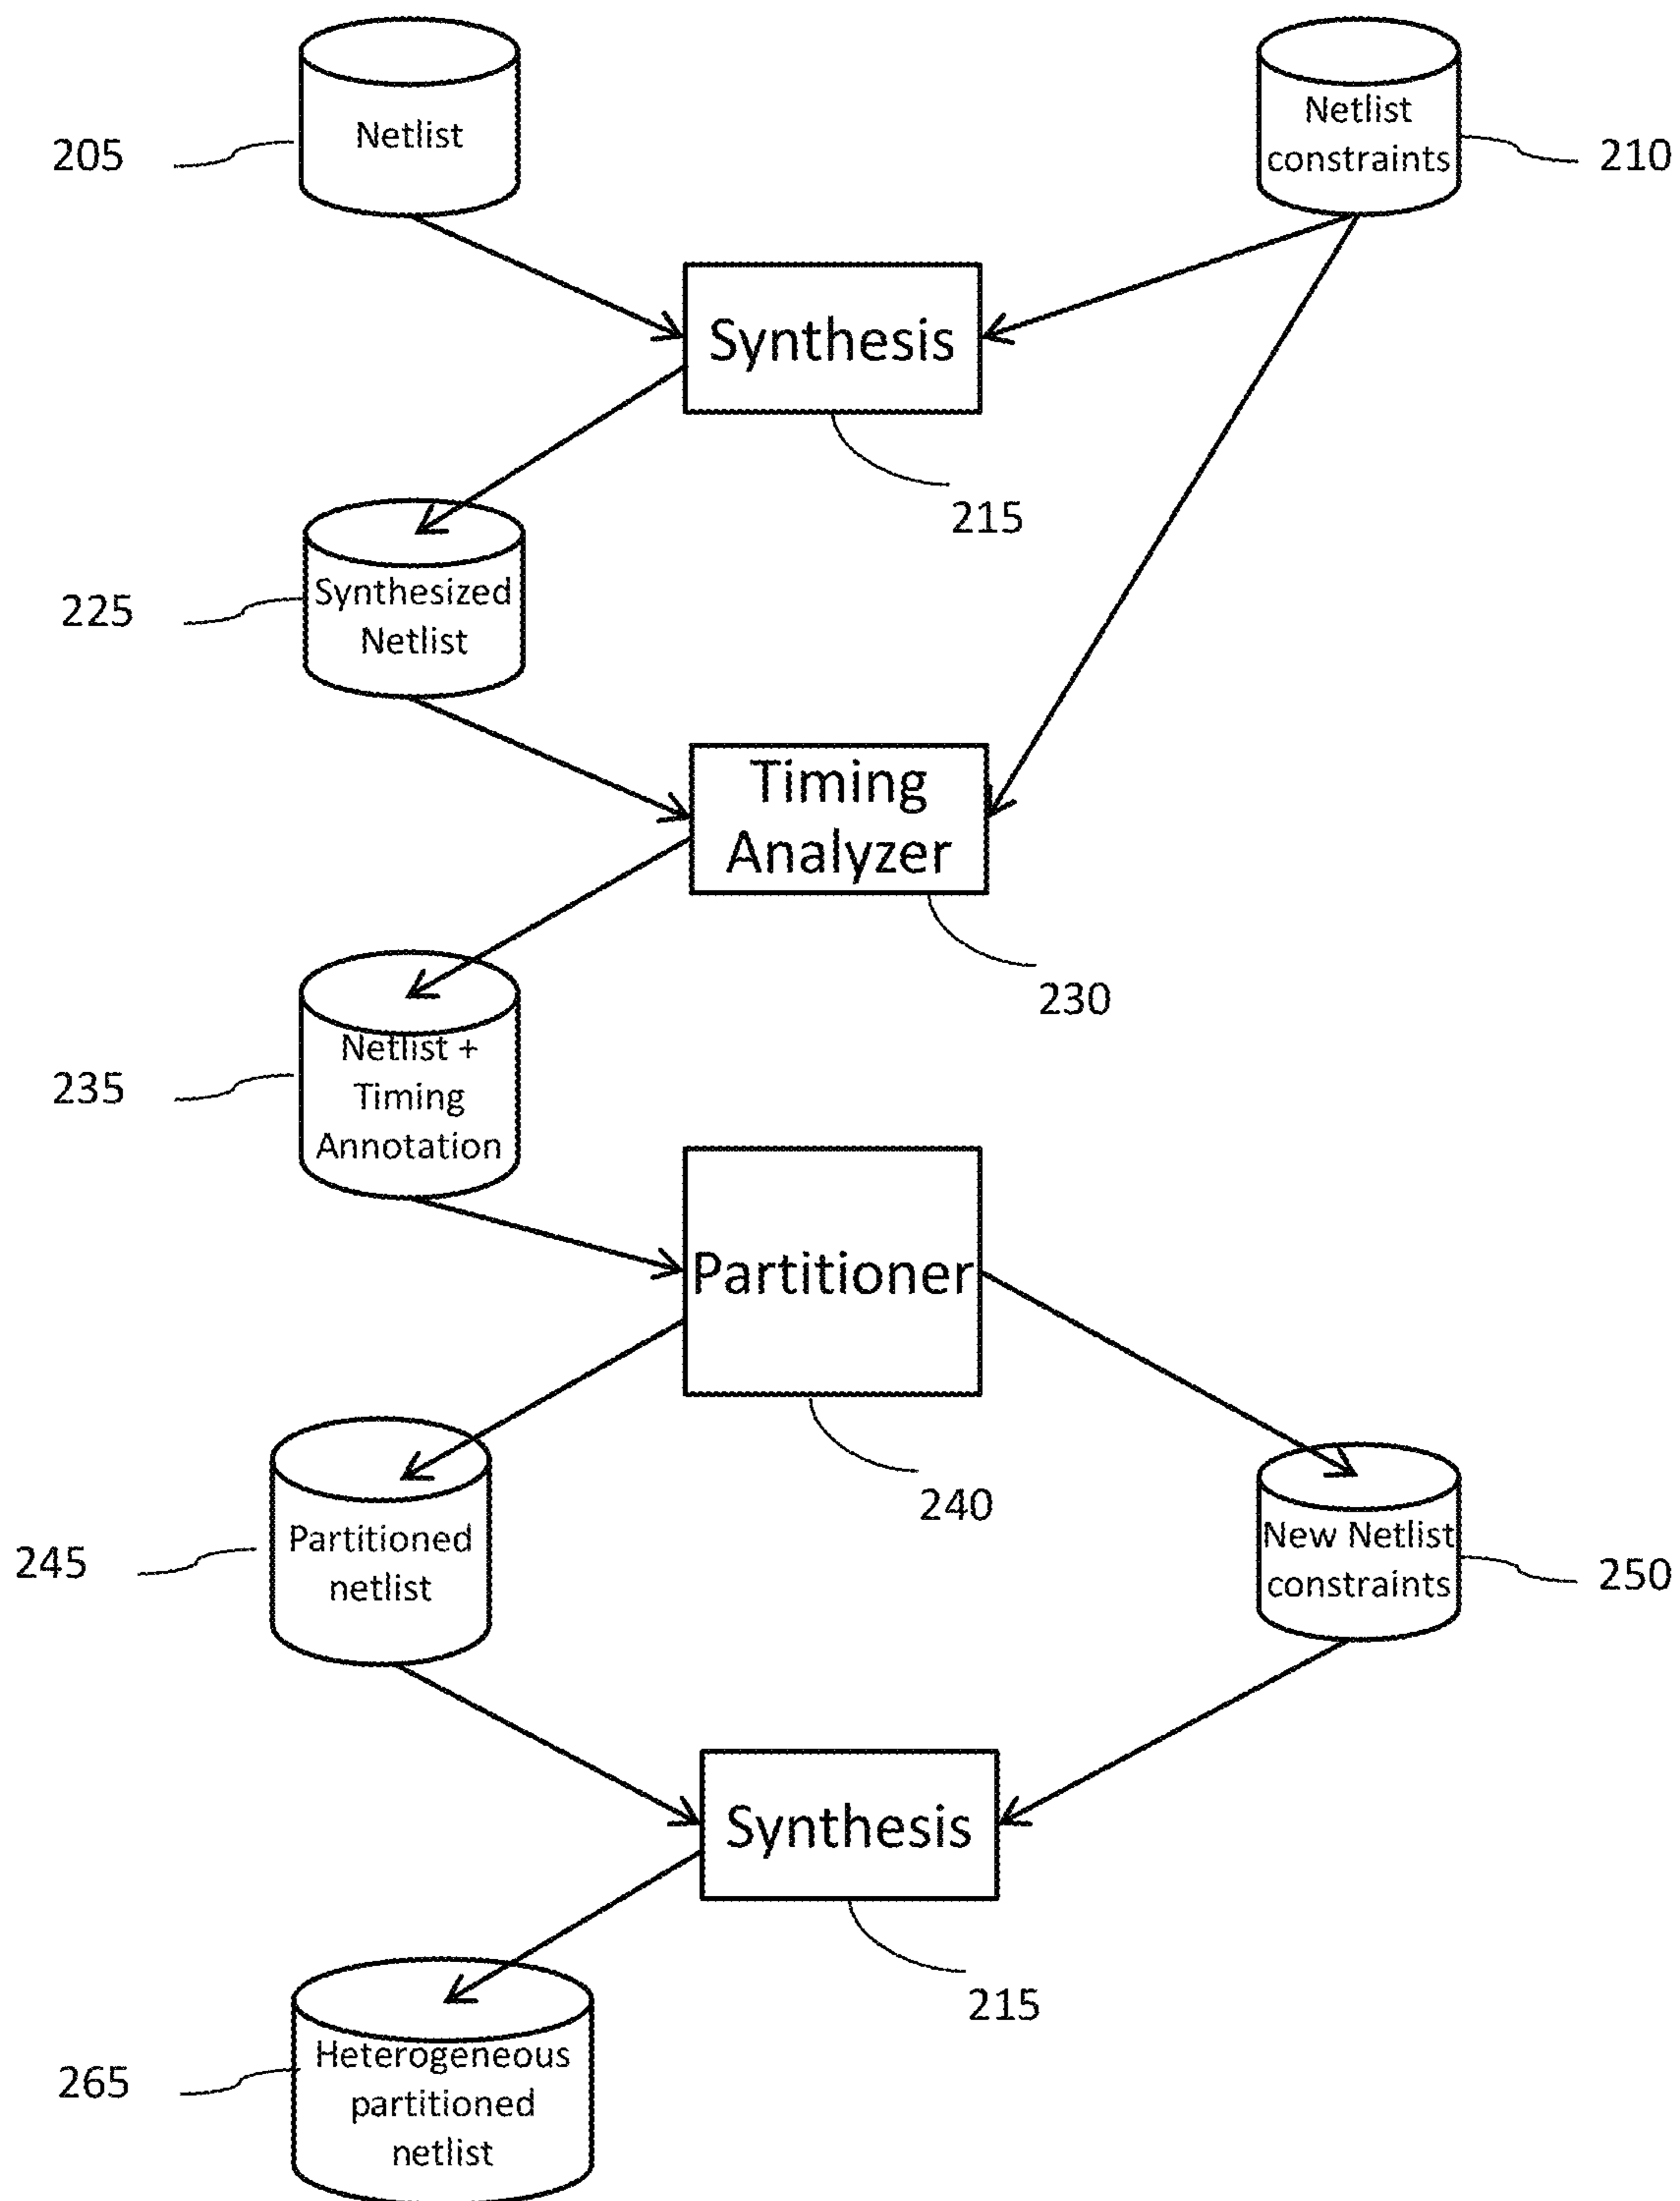 Netlist
205
Netlist
constraints
210
Synthesis
215
Synthesized
Netlist
225
Timing
Analyzer
230
Netlist +
Timing
Annotation
235
Partitioner
240
Partitioned
netlist
245
New Netlist
constraints
250
Synthesis
215
Heterogeneous
partitioned
netlist
265